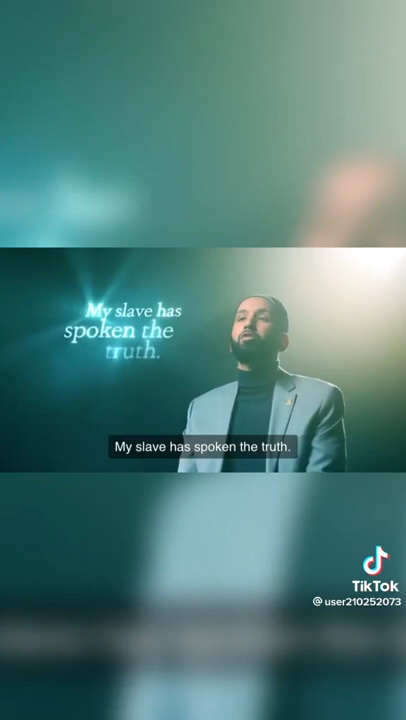 My slave has
spoken the
truth.
My slave has spoken the truth.
TikTok
@user210252073